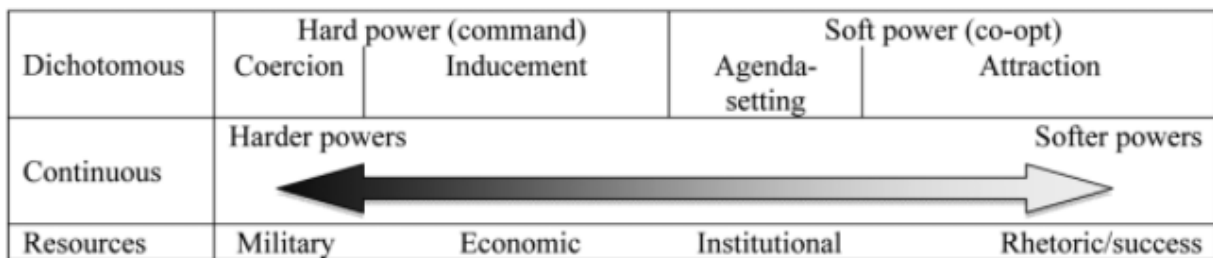 Hard power (command) Soft power (co-opt)
Dichotomous Coercion Inducement Agenda- Attraction
setting
Harder powers Softer powers
Continuous
Resources Military Economic Institutional Rhetoric/success